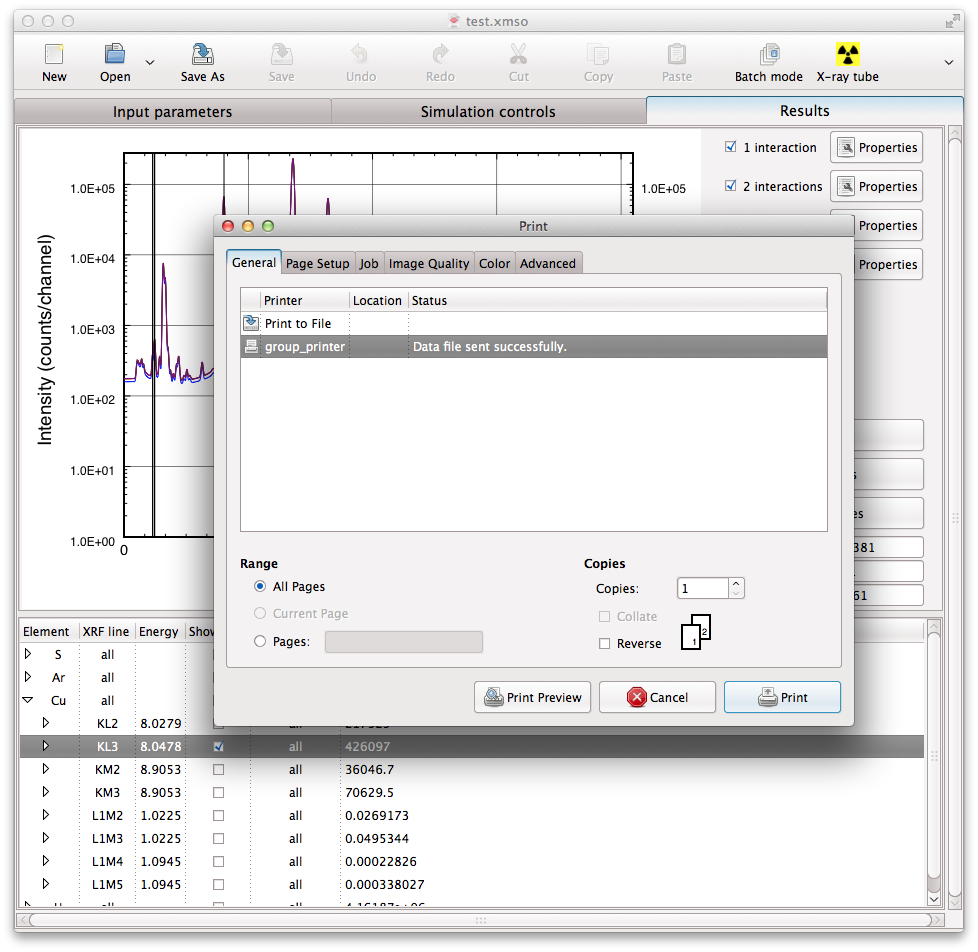 test.xmso
New Open Save As Save Undo Redo Cut Copy Paste Batch mode X-ray tube
Input parameters Simulation controls Results
1 interaction Properties
2 interactions Properties
Properties
Properties
Intensity (counts/channel)
1.0E+05
1.0E+04
1.0E+03
1.0E+02
1.0E+01
1.0E+00
0
1.0E+05
Print
General Page Setup Job Image Quality Color Advanced
Printer Location Status
Print to File
group_printer Data file sent successfully.
Range
All Pages
Current Page
Pages:
Copies
Copies: 1
Collate
Reverse
1 2
Print Preview Cancel Print
s
es
381
61
Element XRF line Energy Show
S all
Ar all
Cu all
KL2 8.0279 all
KL3 8.0478 all 426097
KM2 8.9053 all 36046.7
KM3 8.9053 all 70629.5
L1M2 1.0225 all 0.0269173
L1M3 1.0225 all 0.0495344
L1M4 1.0945 all 0.00022826
L1M5 1.0945 all 0.000338027